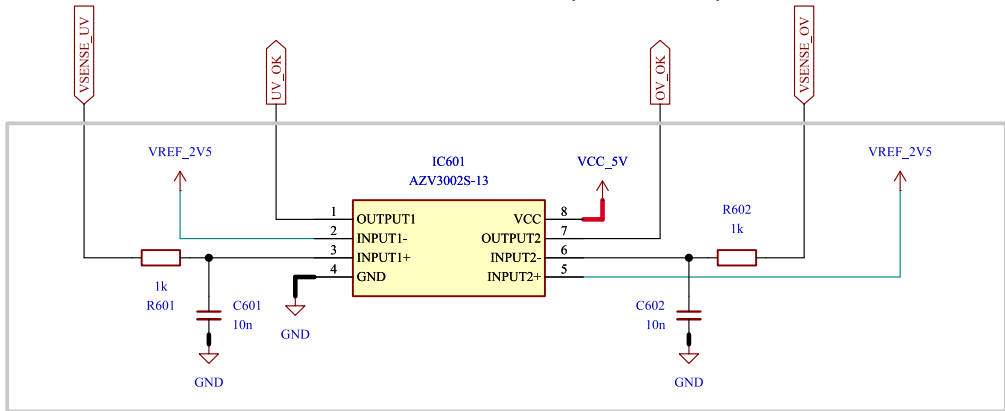 VSENSE_UV
UV_OK
OV_OK
VSENSE_OV
VREF_2V5
IC601
AZV3002S-13
VCC_5V
VREF_2V5
1
OUTPUT1
VCC
8
2
INPUT1-
OUTPUT2
7
3
INPUT1+
INPUT2-
6
4
GND
INPUT2+
5
R602
1k
1k
R601
C601
10n
GND
GND
C602
10n
GND